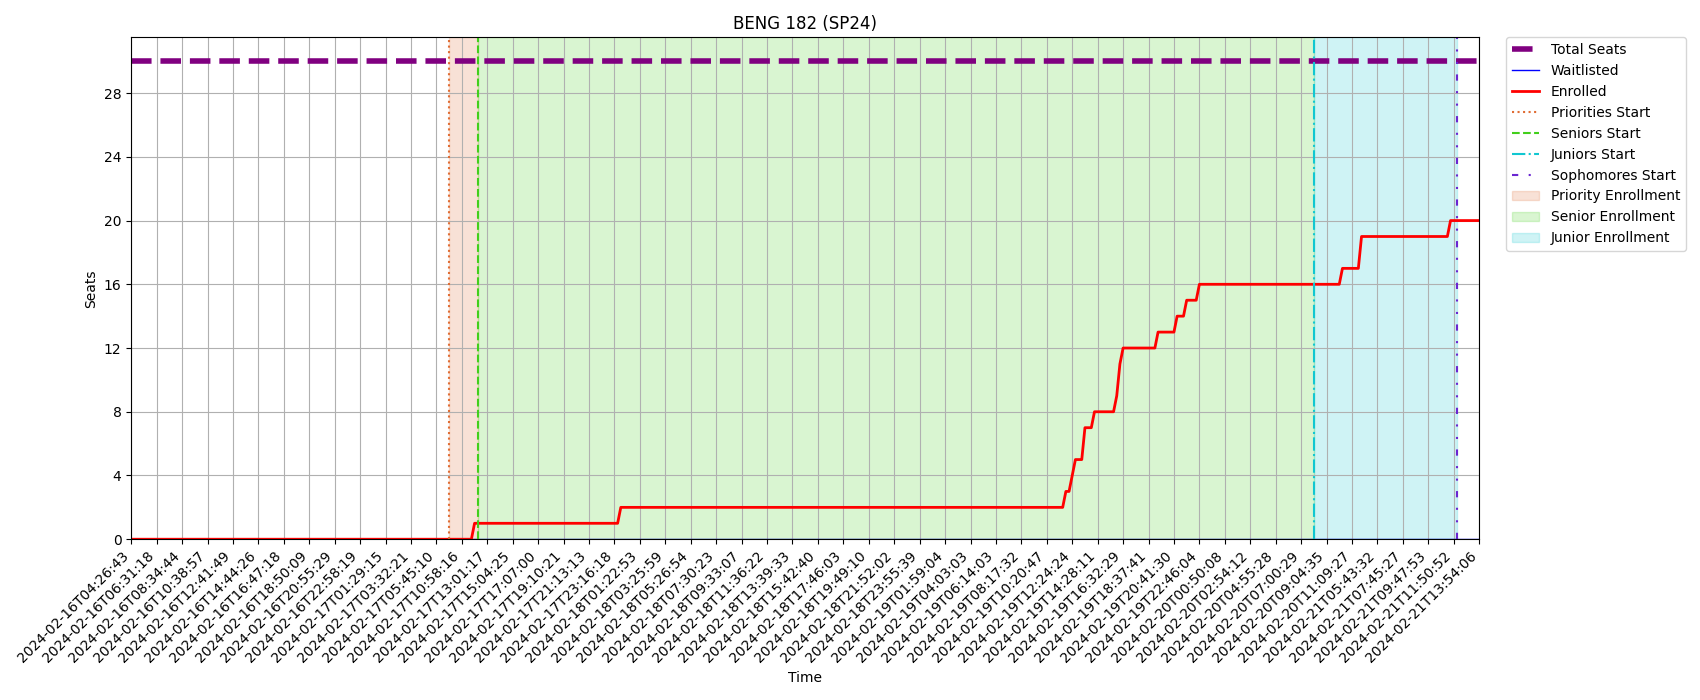 BENG 182 (SP24)
Seats
28
24
20
16
12
8
4
0
2024-02-16T04:26:43
2024-02-16T06:31:18
2024-02-16T08:34:44
2024-02-16T10:38:57
2024-02-16T12:41:49
2024-02-16T14:44:26
2024-02-16T16:47:18
2024-02-16T18:50:09
2024-02-16T20:55:29
2024-02-16T22:58:19
2024-02-17T01:29:15
2024-02-17T03:32:21
2024-02-17T05:45:10
2024-02-17T10:58:16
2024-02-17T13:01:17
2024-02-17T15:04:25
2024-02-17T17:07:00
2024-02-17T19:10:21
2024-02-17T21:13:13
2024-02-17T23:16:18
2024-02-18T01:22:53
2024-02-18T03:25:59
2024-02-18T05:26:54
2024-02-18T07:30:23
2024-02-18T09:33:07
2024-02-18T11:36:22
2024-02-18T13:39:33
2024-02-18T15:42:40
2024-02-18T17:46:03
2024-02-18T19:49:10
2024-02-18T21:52:02
2024-02-18T23:55:39
2024-02-19T01:59:04
2024-02-19T04:03:03
2024-02-19T06:14:03
2024-02-19T08:17:32
2024-02-19T10:20:47
2024-02-19T12:24:24
2024-02-19T14:28:11
2024-02-19T16:32:29
2024-02-19T18:37:41
2024-02-19T20:41:30
2024-02-19T22:46:04
2024-02-20T00:50:08
2024-02-20T02:54:12
2024-02-20T04:55:28
2024-02-20T07:00:29
2024-02-20T09:04:35
2024-02-20T11:09:27
2024-02-21T05:43:32
2024-02-21T07:45:27
2024-02-21T09:47:53
2024-02-21T11:50:52
2024-02-21T13:54:06
Time
Total Seats
Waitlisted
Enrolled
Priorities Start
Seniors Start
Juniors Start
Sophomores Start
Priority Enrollment
Senior Enrollment
Junior Enrollment